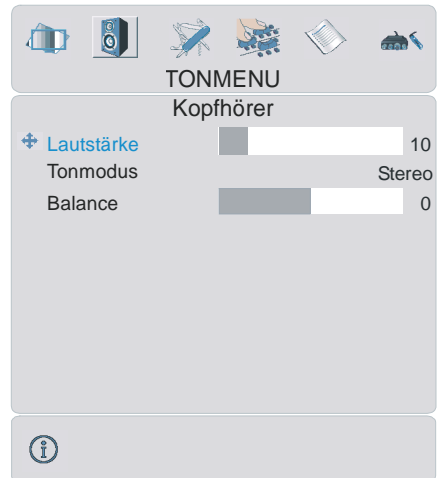 TONMENU
Kopfhörer
Lautstärke 10
Tonmodus Stereo
Balance 0